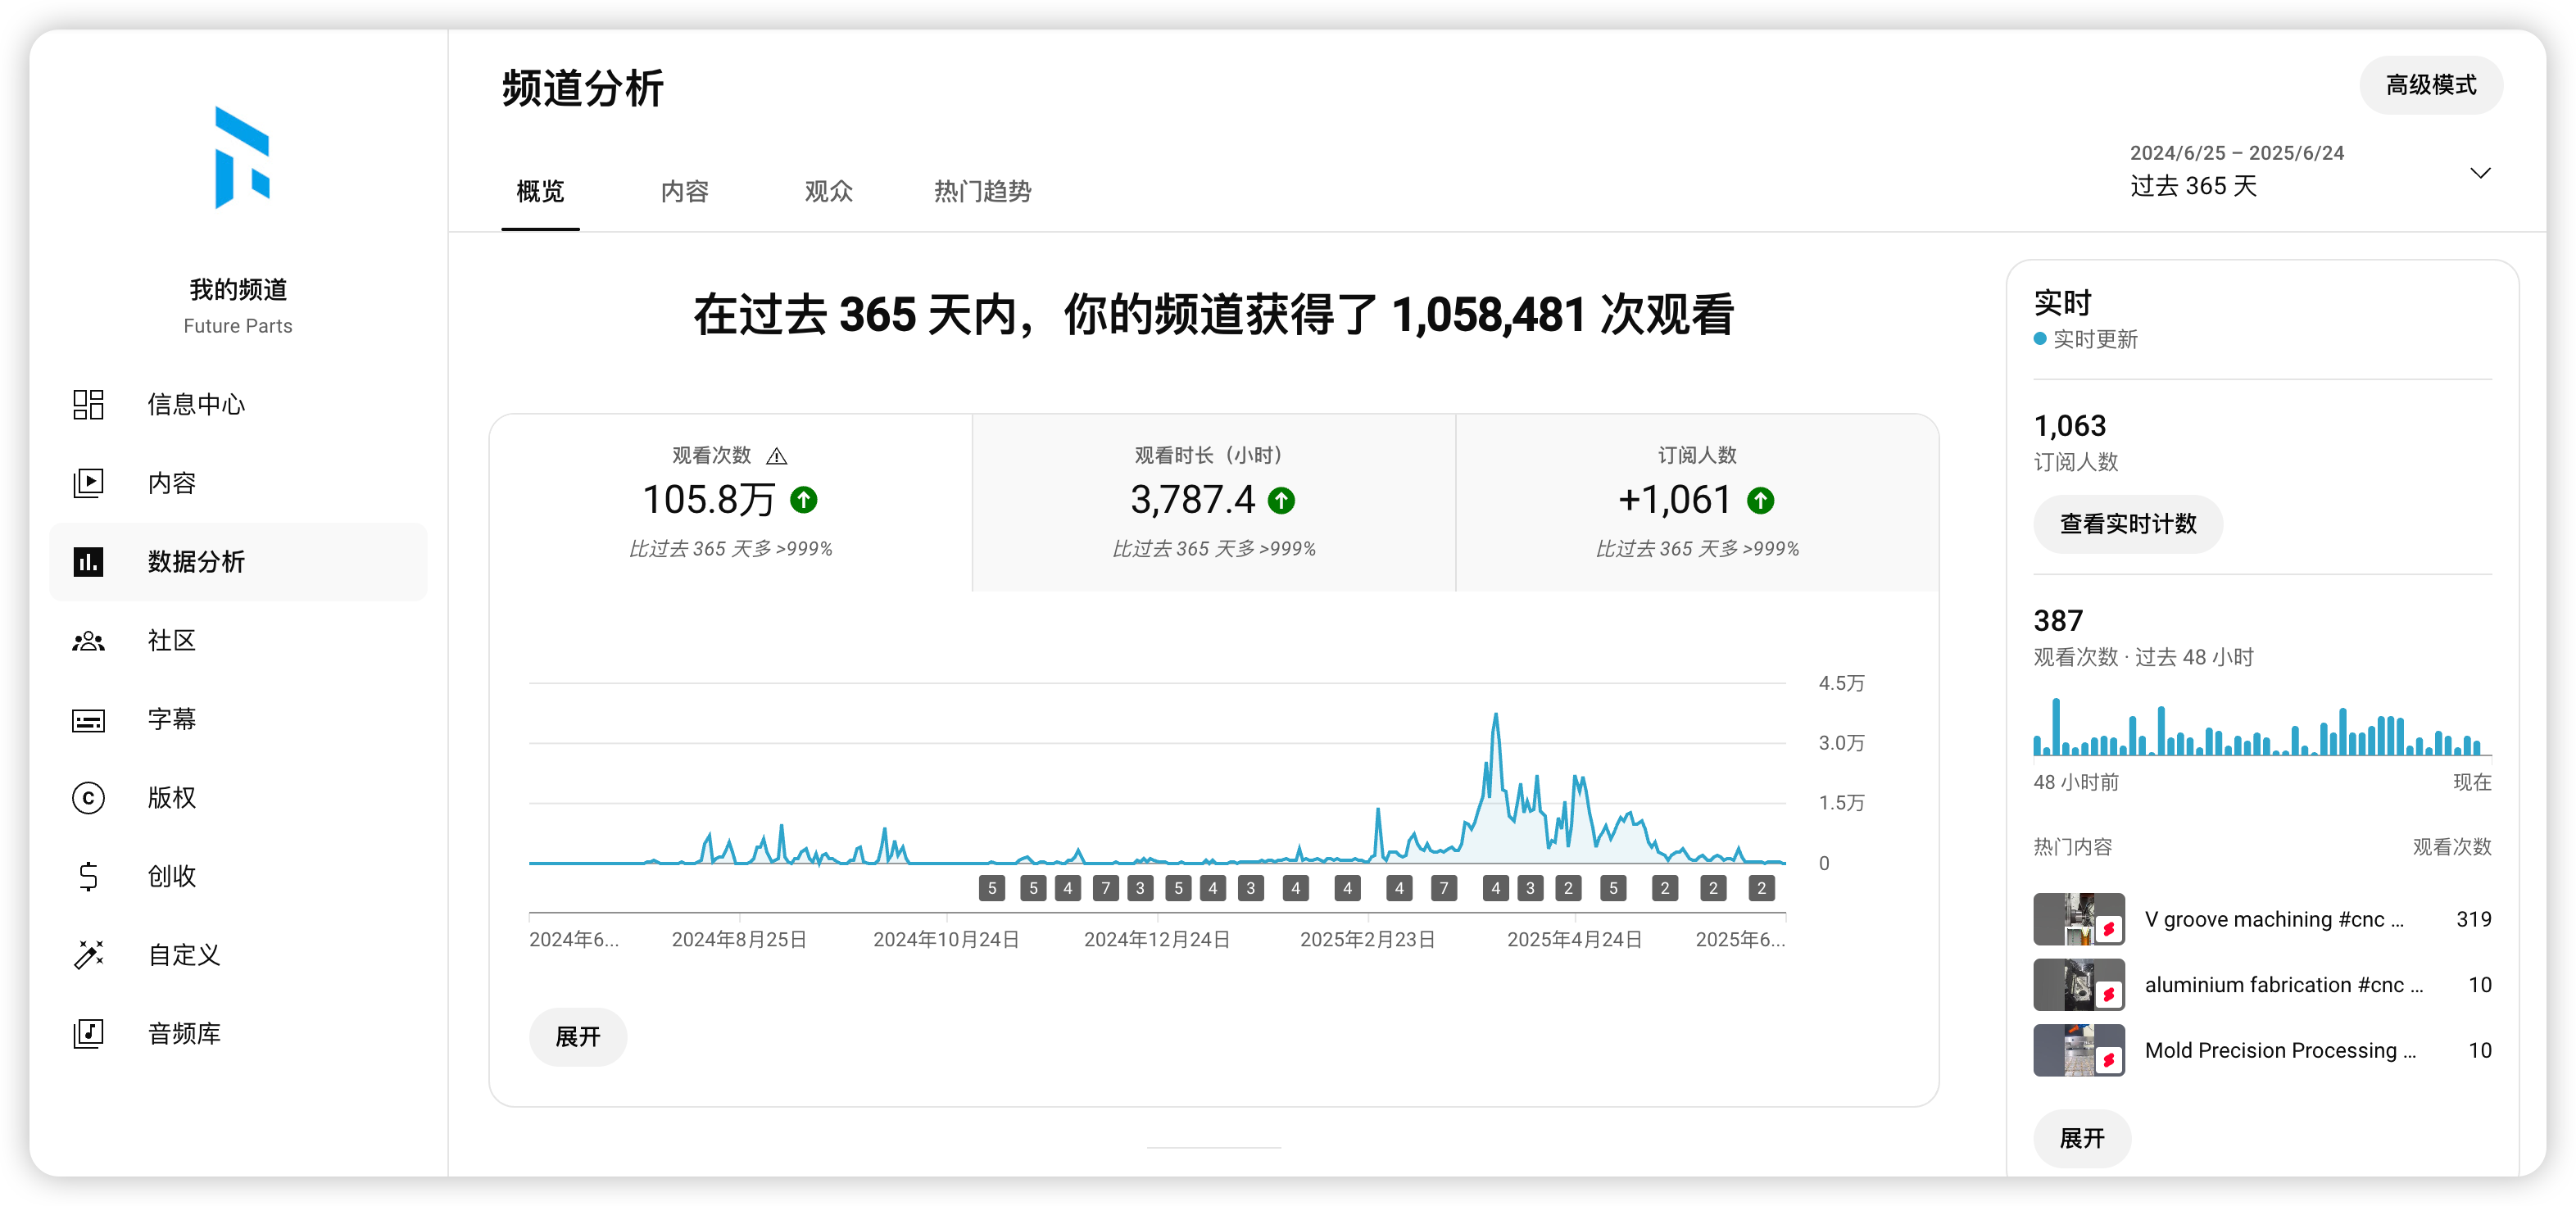 频道分析
高级模式
概览
内容
观众
热门趋势
2024/6/25 – 2025/6/24
过去 365 天
我的频道
Future Parts
信息中心
内容
数据分析
社区
字幕
版权
创收
自定义
音频库
在过去 365 天内，你的频道获得了 1,058,481 次观看
观看次数
105.8万
比过去 365 天多 >999%
观看时长（小时）
3,787.4
比过去 365 天多 >999%
订阅人数
+1,061
比过去 365 天多 >999%
4.5万
3.0万
1.5万
0
5 5 4 7 3 5 4 3 4 4 4 7 4 3 2 5 2 2 2
2024年6... 2024年8月25日 2024年10月24日 2024年12月24日 2025年2月23日 2025年4月24日 2025年6...
展开
实时
实时更新
1,063
订阅人数
查看实时计数
387
观看次数 · 过去 48 小时
48 小时前 现在
热门内容 观看次数
V groove machining #cnc ... 319
aluminium fabrication #cnc ... 10
Mold Precision Processing ... 10
展开